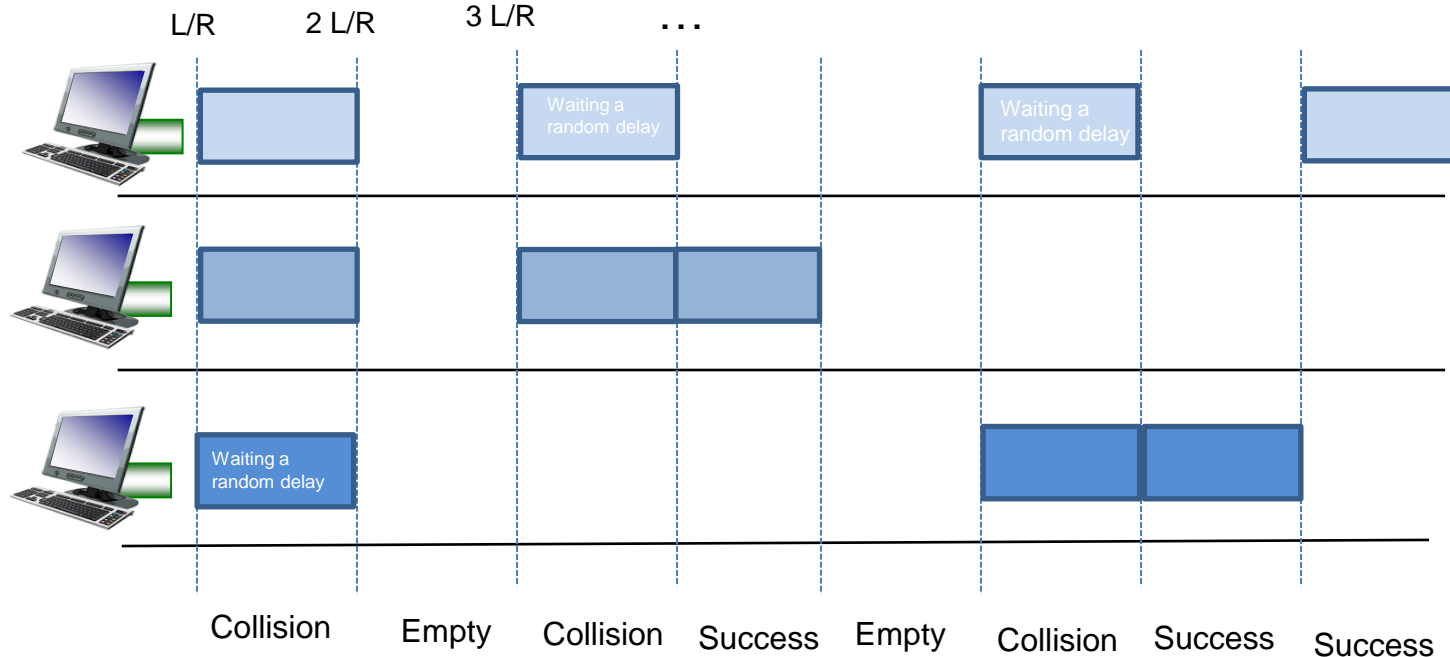 L/R
2 L/R
3 L/R
...
Waiting a
random delay
Waiting a
random delay
Waiting a
random delay
Collision
Empty
Collision
Success
Empty
Collision
Success
Success